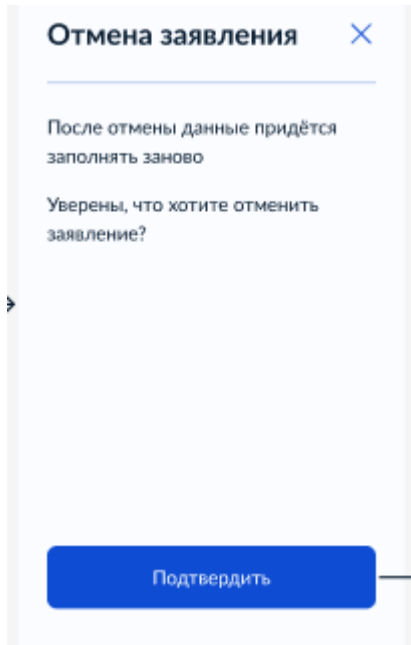 Отмена заявления
После отмены данные придётся
заполнять заново
Уверены, что хотите отменить
заявление?
Подтвердить